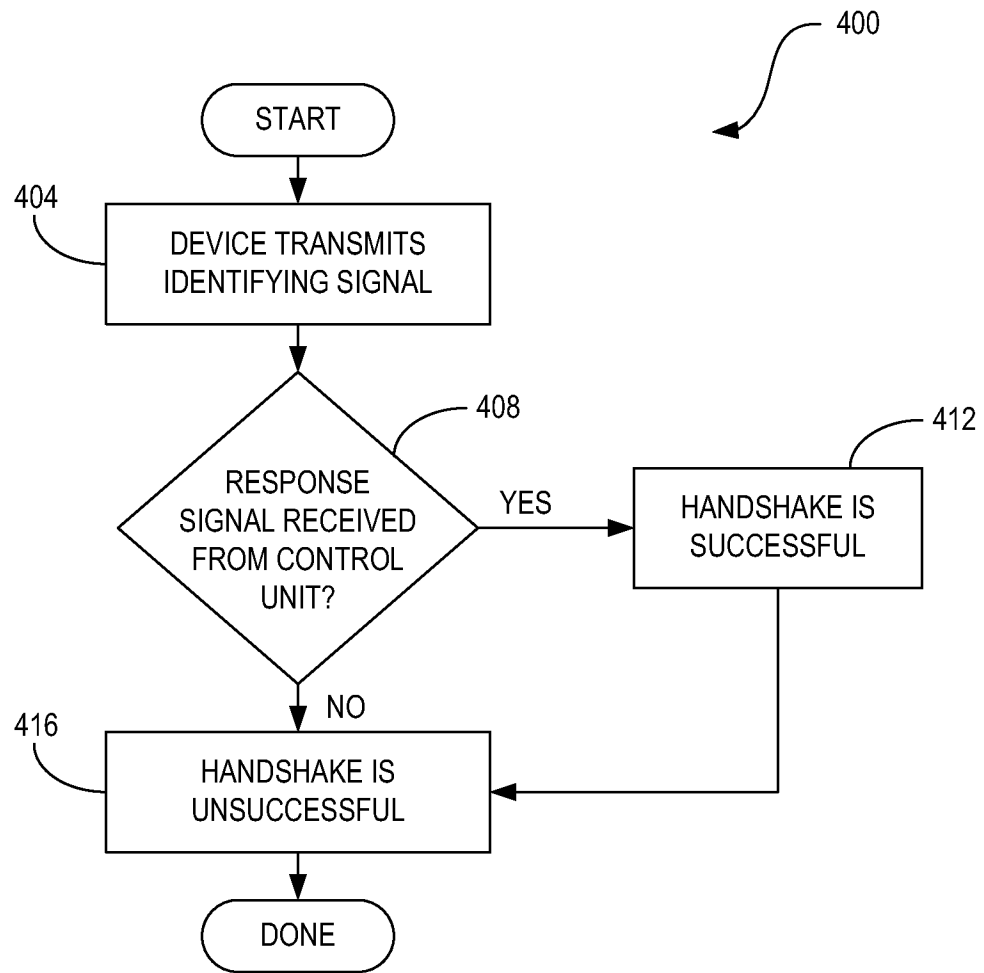 400
START
404
DEVICE TRANSMITS
IDENTIFYING SIGNAL
408
RESPONSE
SIGNAL RECEIVED
FROM CONTROL
UNIT?
YES
412
HANDSHAKE IS
SUCCESSFUL
NO
416
HANDSHAKE IS
UNSUCCESSFUL
DONE